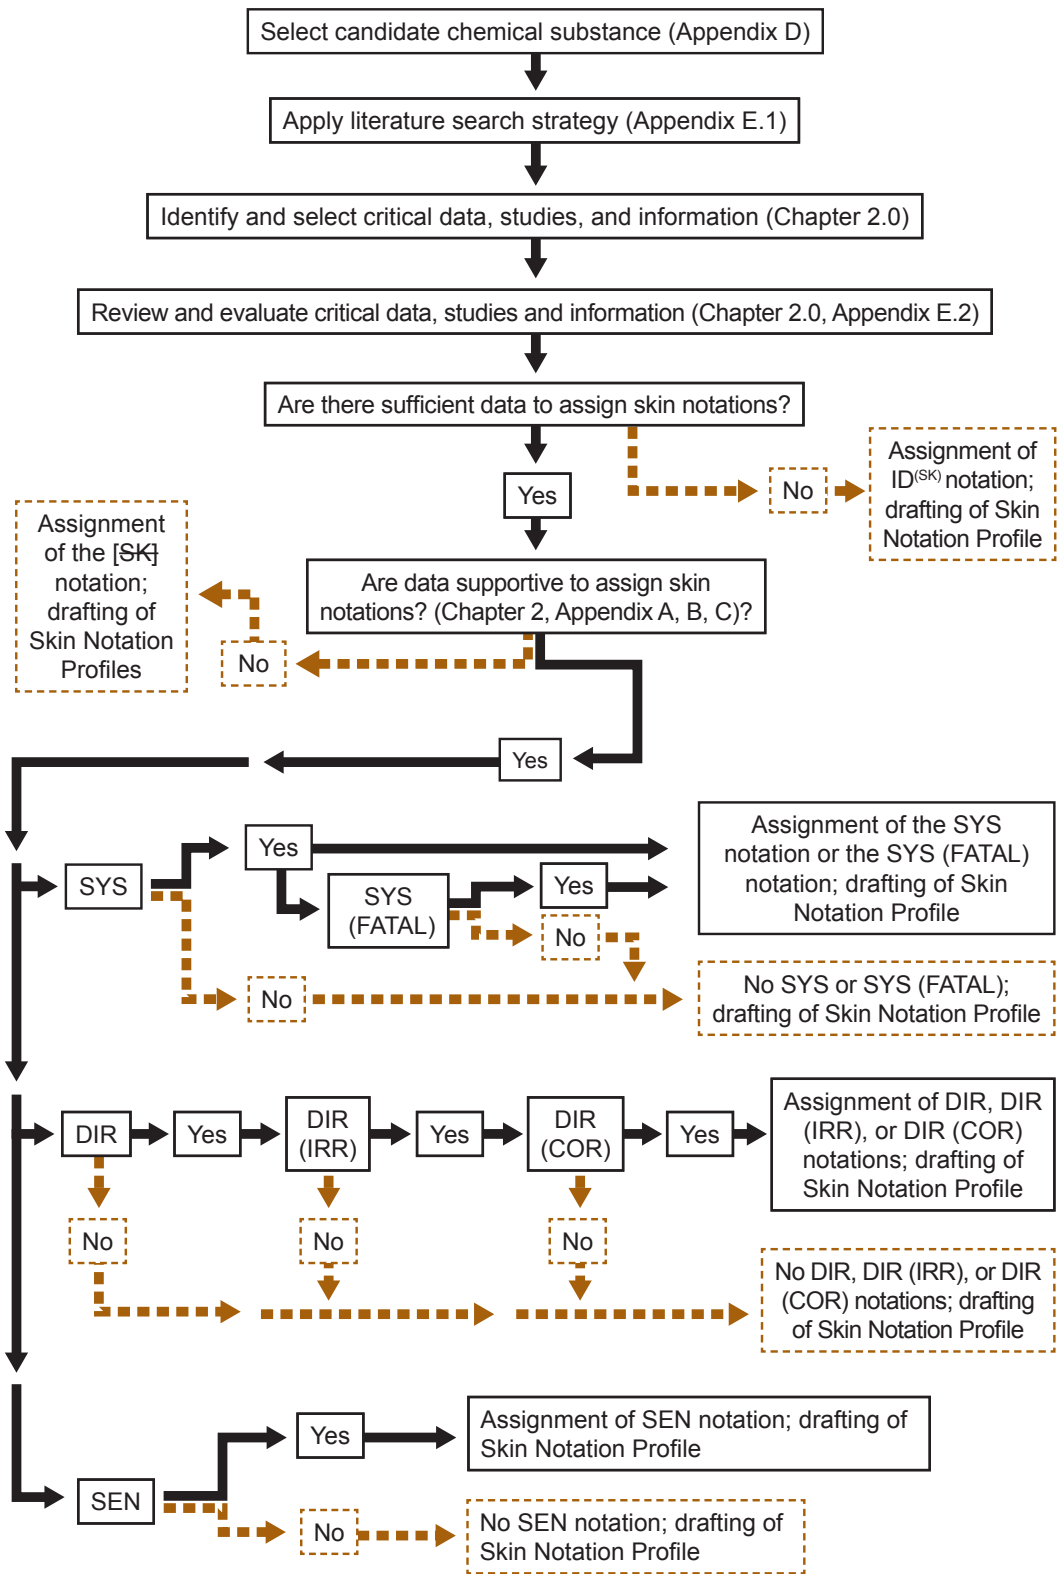 Select candidate chemical substance (Appendix D)
Apply literature search strategy (Appendix E.1)
Identify and select critical data, studies, and information (Chapter 2.0)
Review and evaluate critical data, studies and information (Chapter 2.0, Appendix E.2)
Are there sufficient data to assign skin notations?
Yes
No
Assignment of
ID(SK) notation;
drafting of Skin
Notation Profile
Are data supportive to assign skin
notations? (Chapter 2, Appendix A, B, C)?
No
Assignment
of the [SK]
notation;
drafting of
Skin Notation
Profiles
Yes
SYS
Yes
SYS
(FATAL)
Yes
No
No
Assignment of the SYS
notation or the SYS (FATAL)
notation; drafting of Skin
Notation Profile
No SYS or SYS (FATAL);
drafting of Skin Notation Profile
DIR
Yes
DIR
(IRR)
Yes
DIR
(COR)
Yes
Assignment of DIR, DIR
(IRR), or DIR (COR)
notations; drafting of
Skin Notation Profile
No
No
No
No DIR, DIR (IRR), or DIR
(COR) notations; drafting
of Skin Notation Profile
SEN
Yes
Assignment of SEN notation; drafting of
Skin Notation Profile
No
No SEN notation; drafting of
Skin Notation Profile